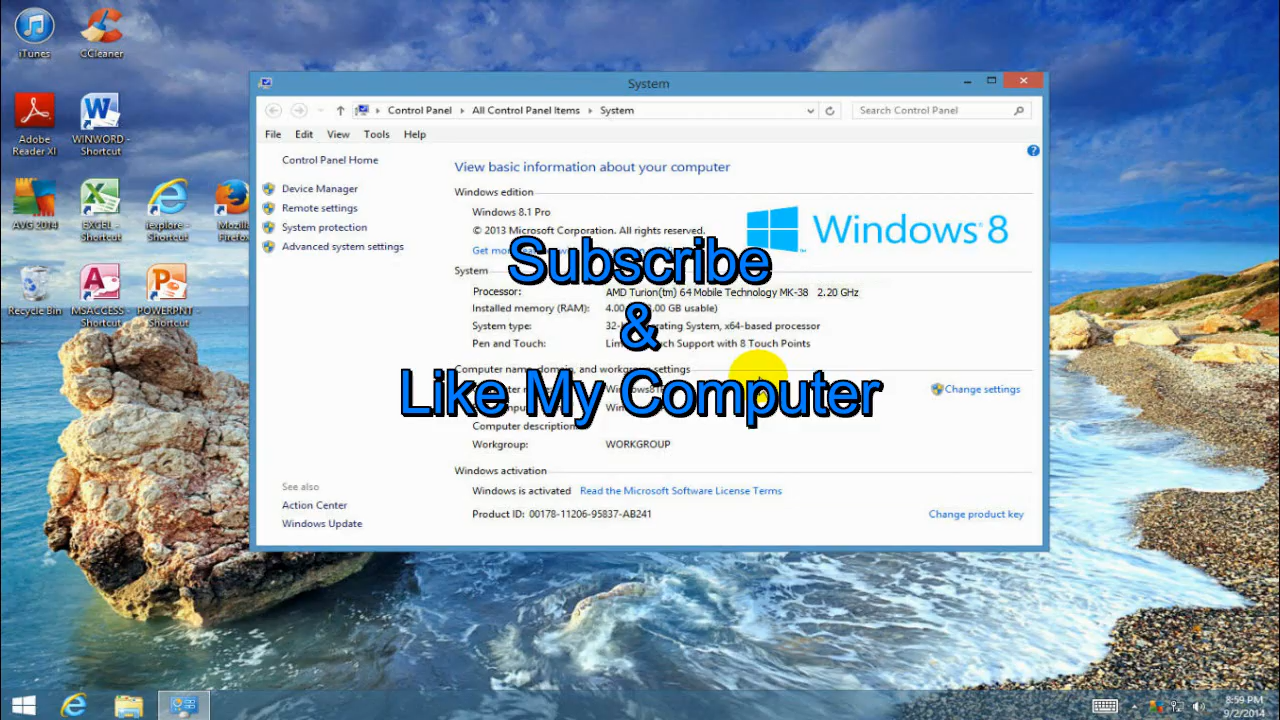 iTunes
CCleaner
Adobe
Reader XI
WINWORD -
Shortcut
AVG 2014
EXCEL -
Shortcut
iexplore -
Shortcut
Mozilla
Firefox
Recycle Bin
MSACCESS -
Shortcut
POWERPNT -
Shortcut
System
Control Panel
All Control Panel Items
System
Search Control Panel
File Edit View Tools Help
Control Panel Home
Device Manager
Remote settings
System protection
Advanced system settings
See also
Action Center
Windows Update
View basic information about your computer
Windows edition
Windows 8.1 Pro
© 2013 Microsoft Corporation. All rights reserved.
Get
Windows 8
System
Processor: AMD Turion(tm) 64 Mobile Technology MK-38 2.20 GHz
Installed memory (RAM): 4.00 .00 GB usable)
System type: 32- rating System, x64-based processor
Pen and Touch: Touch Support with 8 Touch Points
Computer name, domain, and workgroup settings
Change settings
Computer description
Workgroup: WORKGROUP
Windows activation
Windows is activated Read the Microsoft Software License Terms
Product ID: 00178-11206-95837-AB241
Change product key
Subscribe
&
Like My Computer
8:59 PM
9/2/2014